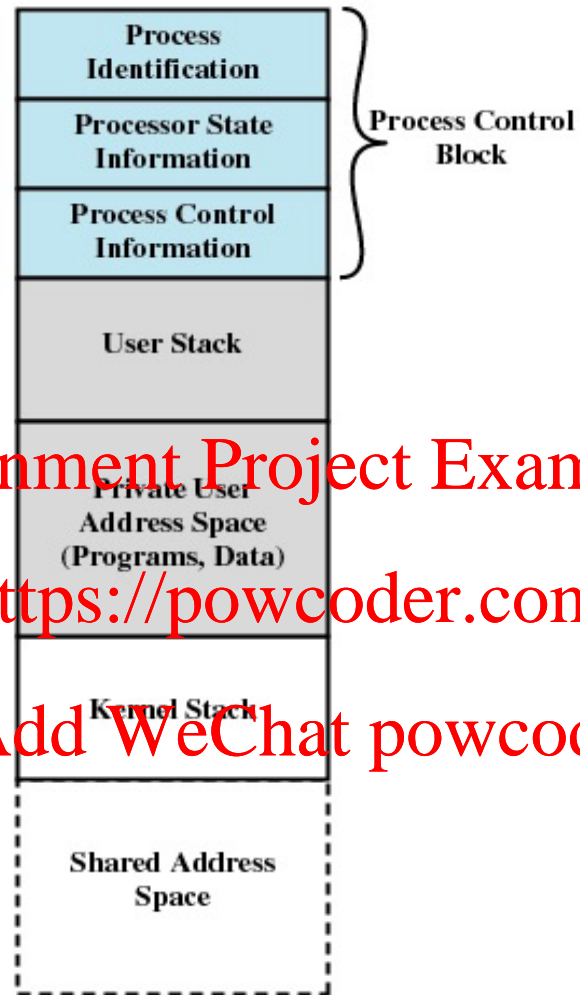 Process
Identification
Processor State
Information
Process Control
Block
Process Control
Information
User Stack
nment Project Exam
Private User
Address Space
(Programs, Data)
ttps://powcoder.com
Kernel Stack
Add WeChat powcod
Shared Address
Space